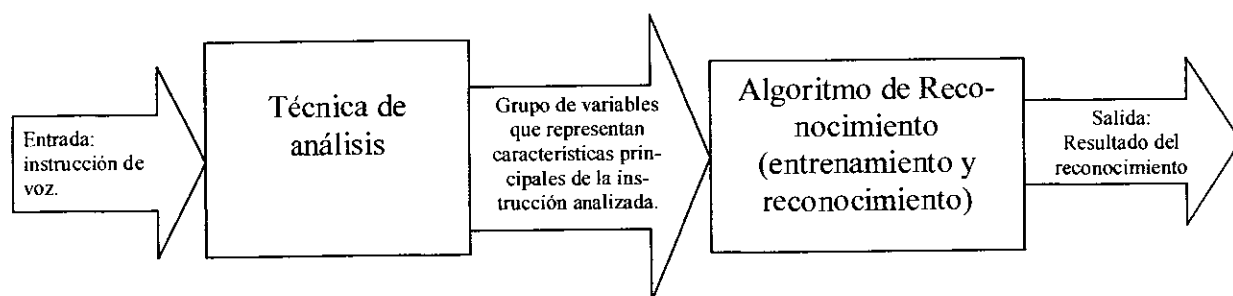 Entrada:
instrucción de
voz.
Técnica de
análisis
Grupo de variables
que representan
características prin-
cipales de la ins-
trucción analizada.
Algoritmo de Reco-
nocimiento
(entrenamiento y
reconocimiento)
Salida:
Resultado del
reconocimiento